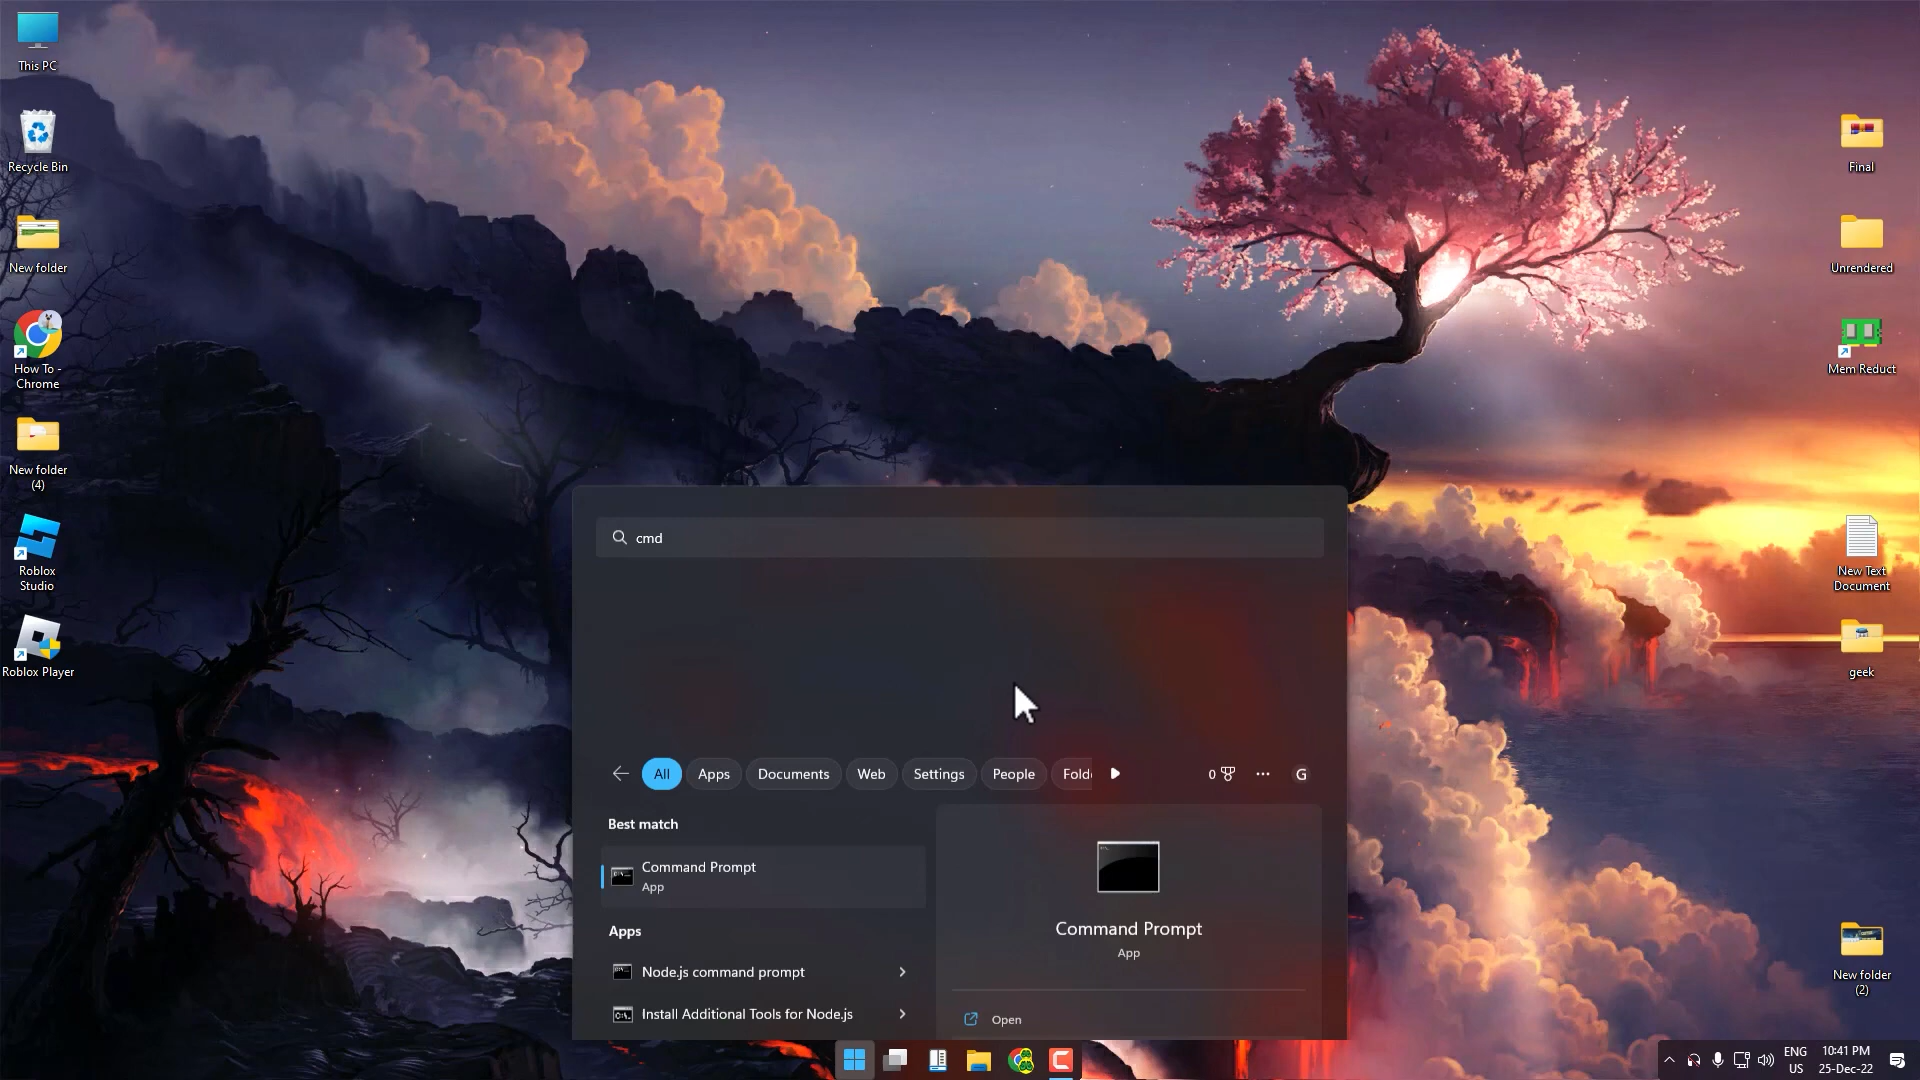 This PC
Recycle Bin
New folder
How To -
Chrome
New folder
(4)
Roblox
Studio
Roblox Player
Final
Unrendered
Mem Reduct
New Text
Document
geek
New folder
(2)
cmd
All
Apps
Documents
Web
Settings
People
Fold
0
G
Best match
Command Prompt
App
Apps
Node.js command prompt
Install Additional Tools for Node.js
Command Prompt
App
Open
ENG
US
10:41 PM
25-Dec-22